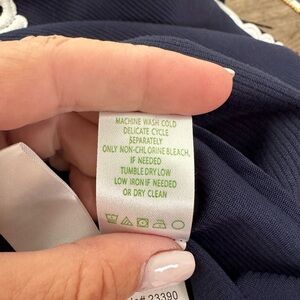 MACHINE WASH COLD
DELICATE CYCLE
SEPARATELY
ONLY NON-CHLORINE BLEACH,
IF NEEDED
TUMBLE DRY LOW
LOW IRON IF NEEDED
OR DRY CLEAN
# 23390